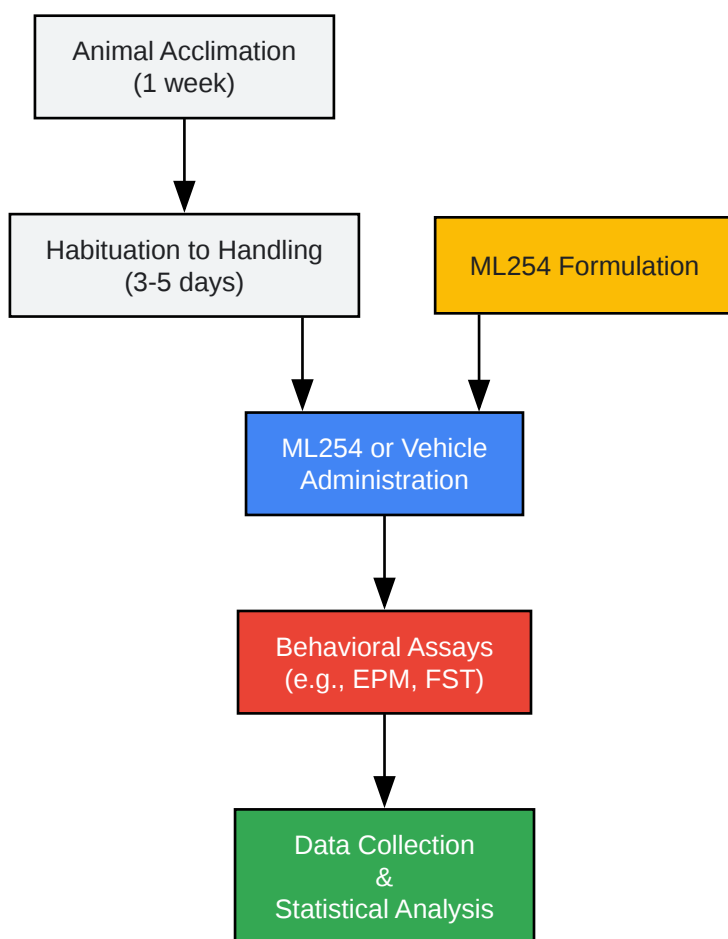 Animal Acclimation
(1 week)
Habituation to Handling
(3-5 days)
ML254 Formulation
ML254 or Vehicle
Administration
Behavioral Assays
(e.g., EPM, FST)
Data Collection
&
Statistical Analysis